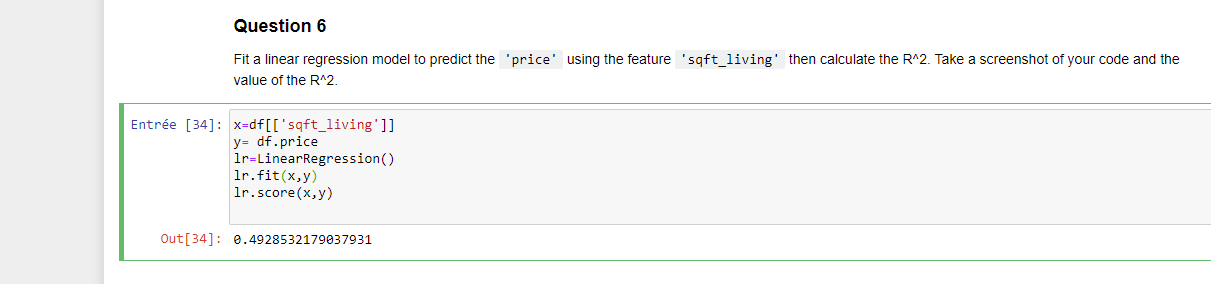 Question 6
Fit a linear regression model to predict the 'price' using the feature 'sqft_living' then calculate the R^2. Take a screenshot of your code and the
value of the R^2.
Entrée [34]: x=df[['sqft_living']]
y= df.price
lr=LinearRegression()
lr.fit(x,y)
lr.score(x,y)
Out[34]: 0.4928532179037931